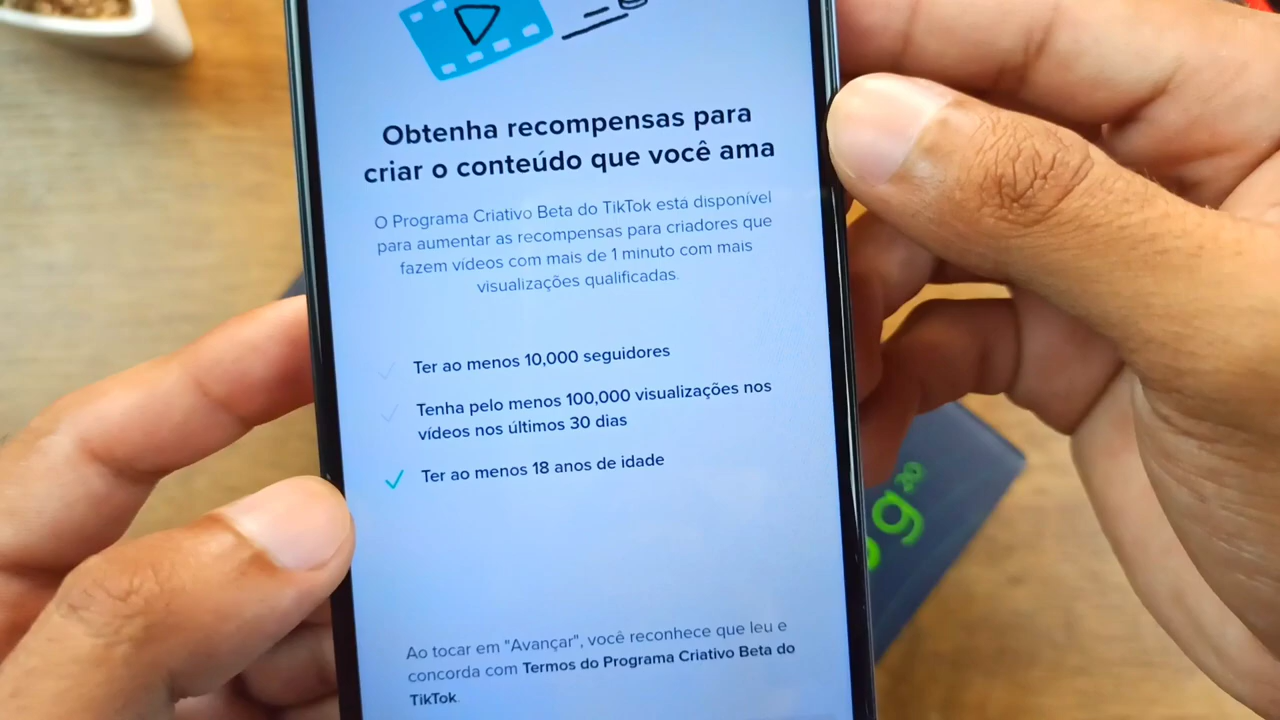 Obtenha recompensas para
criar o conteúdo que você ama
O Programa Criativo Beta do TikTok está disponível
para aumentar as recompensas para criadores que
fazem vídeos com mais de 1 minuto com mais
visualizações qualificadas.
Ter ao menos 10,000 seguidores
Tenha pelo menos 100,000 visualizações nos
vídeos nos últimos 30 dias
Ter ao menos 18 anos de idade
Ao tocar em "Avançar", você reconhece que leu e
concorda com Termos do Programa Criativo Beta do
TikTok.
g30